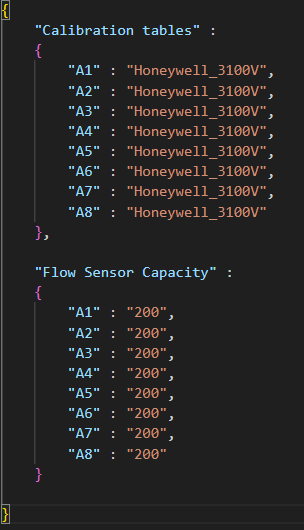 {
"Calibration tables" :
{
"A1" : "Honeywell_3100V",
"A2" : "Honeywell_3100V",
"A3" : "Honeywell_3100V",
"A4" : "Honeywell_3100V",
"A5" : "Honeywell_3100V",
"A6" : "Honeywell_3100V",
"A7" : "Honeywell_3100V",
"A8" : "Honeywell_3100V"
},
"Flow Sensor Capacity" :
{
"A1" : "200",
"A2" : "200",
"A3" : "200",
"A4" : "200",
"A5" : "200",
"A6" : "200",
"A7" : "200",
"A8" : "200"
}
}